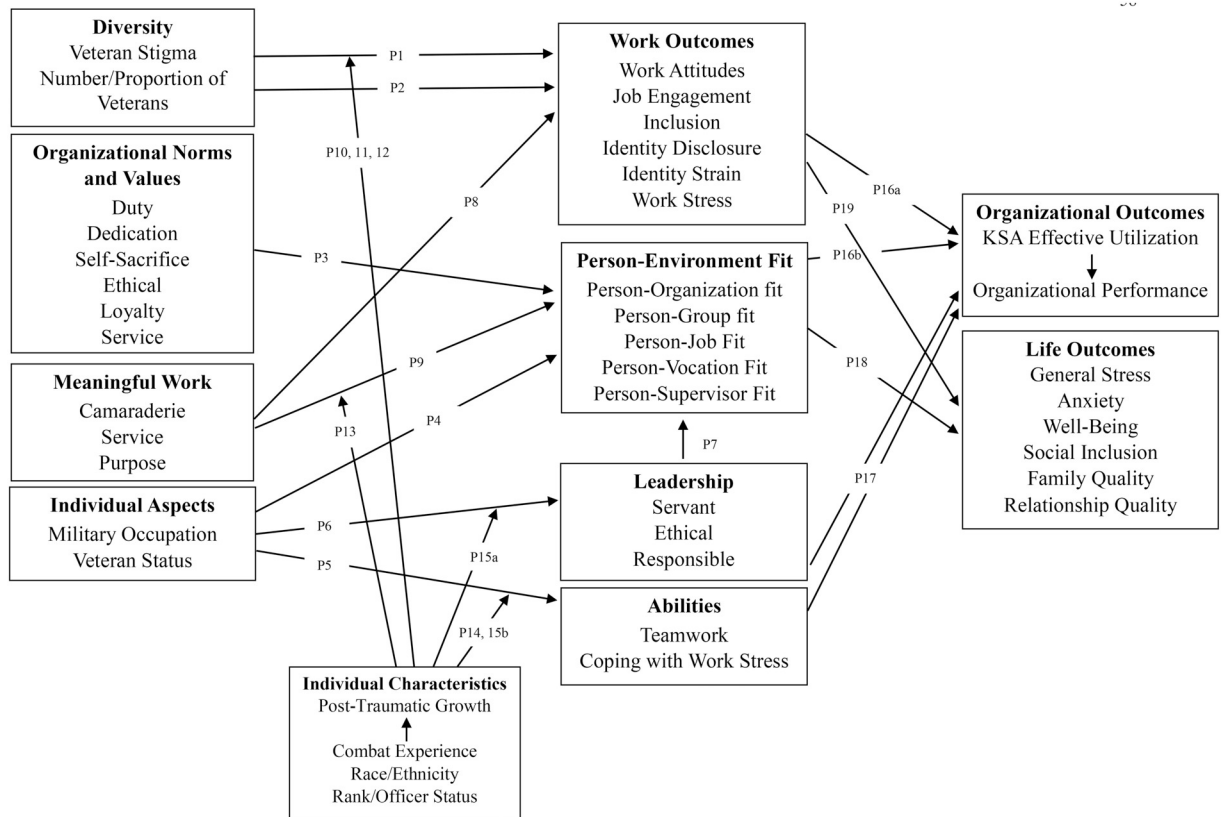 Diversity
Veteran Stigma
Number/Proportion of
Veterans
Organizational Norms
and Values
Duty
Dedication
Self-Sacrifice
Ethical
Loyalty
Service
Meaningful Work
Camaraderie
Service
Purpose
Individual Aspects
Military Occupation
Veteran Status
P1
P2
P10, 11, 12
P8
P3
P9
P13
P4
P6
P5
P15a
P14, 15b
Individual Characteristics
Post-Traumatic Growth
Combat Experience
Race/Ethnicity
Rank/Officer Status
Work Outcomes
Work Attitudes
Job Engagement
Inclusion
Identity Disclosure
Identity Strain
Work Stress
Person-Environment Fit
Person-Organization fit
Person-Group fit
Person-Job Fit
Person-Vocation Fit
Person-Supervisor Fit
P7
Leadership
Servant
Ethical
Responsible
Abilities
Teamwork
Coping with Work Stress
P16a
P19
P16b
P18
P17
Organizational Outcomes
KSA Effective Utilization
Organizational Performance
Life Outcomes
General Stress
Anxiety
Well-Being
Social Inclusion
Family Quality
Relationship Quality